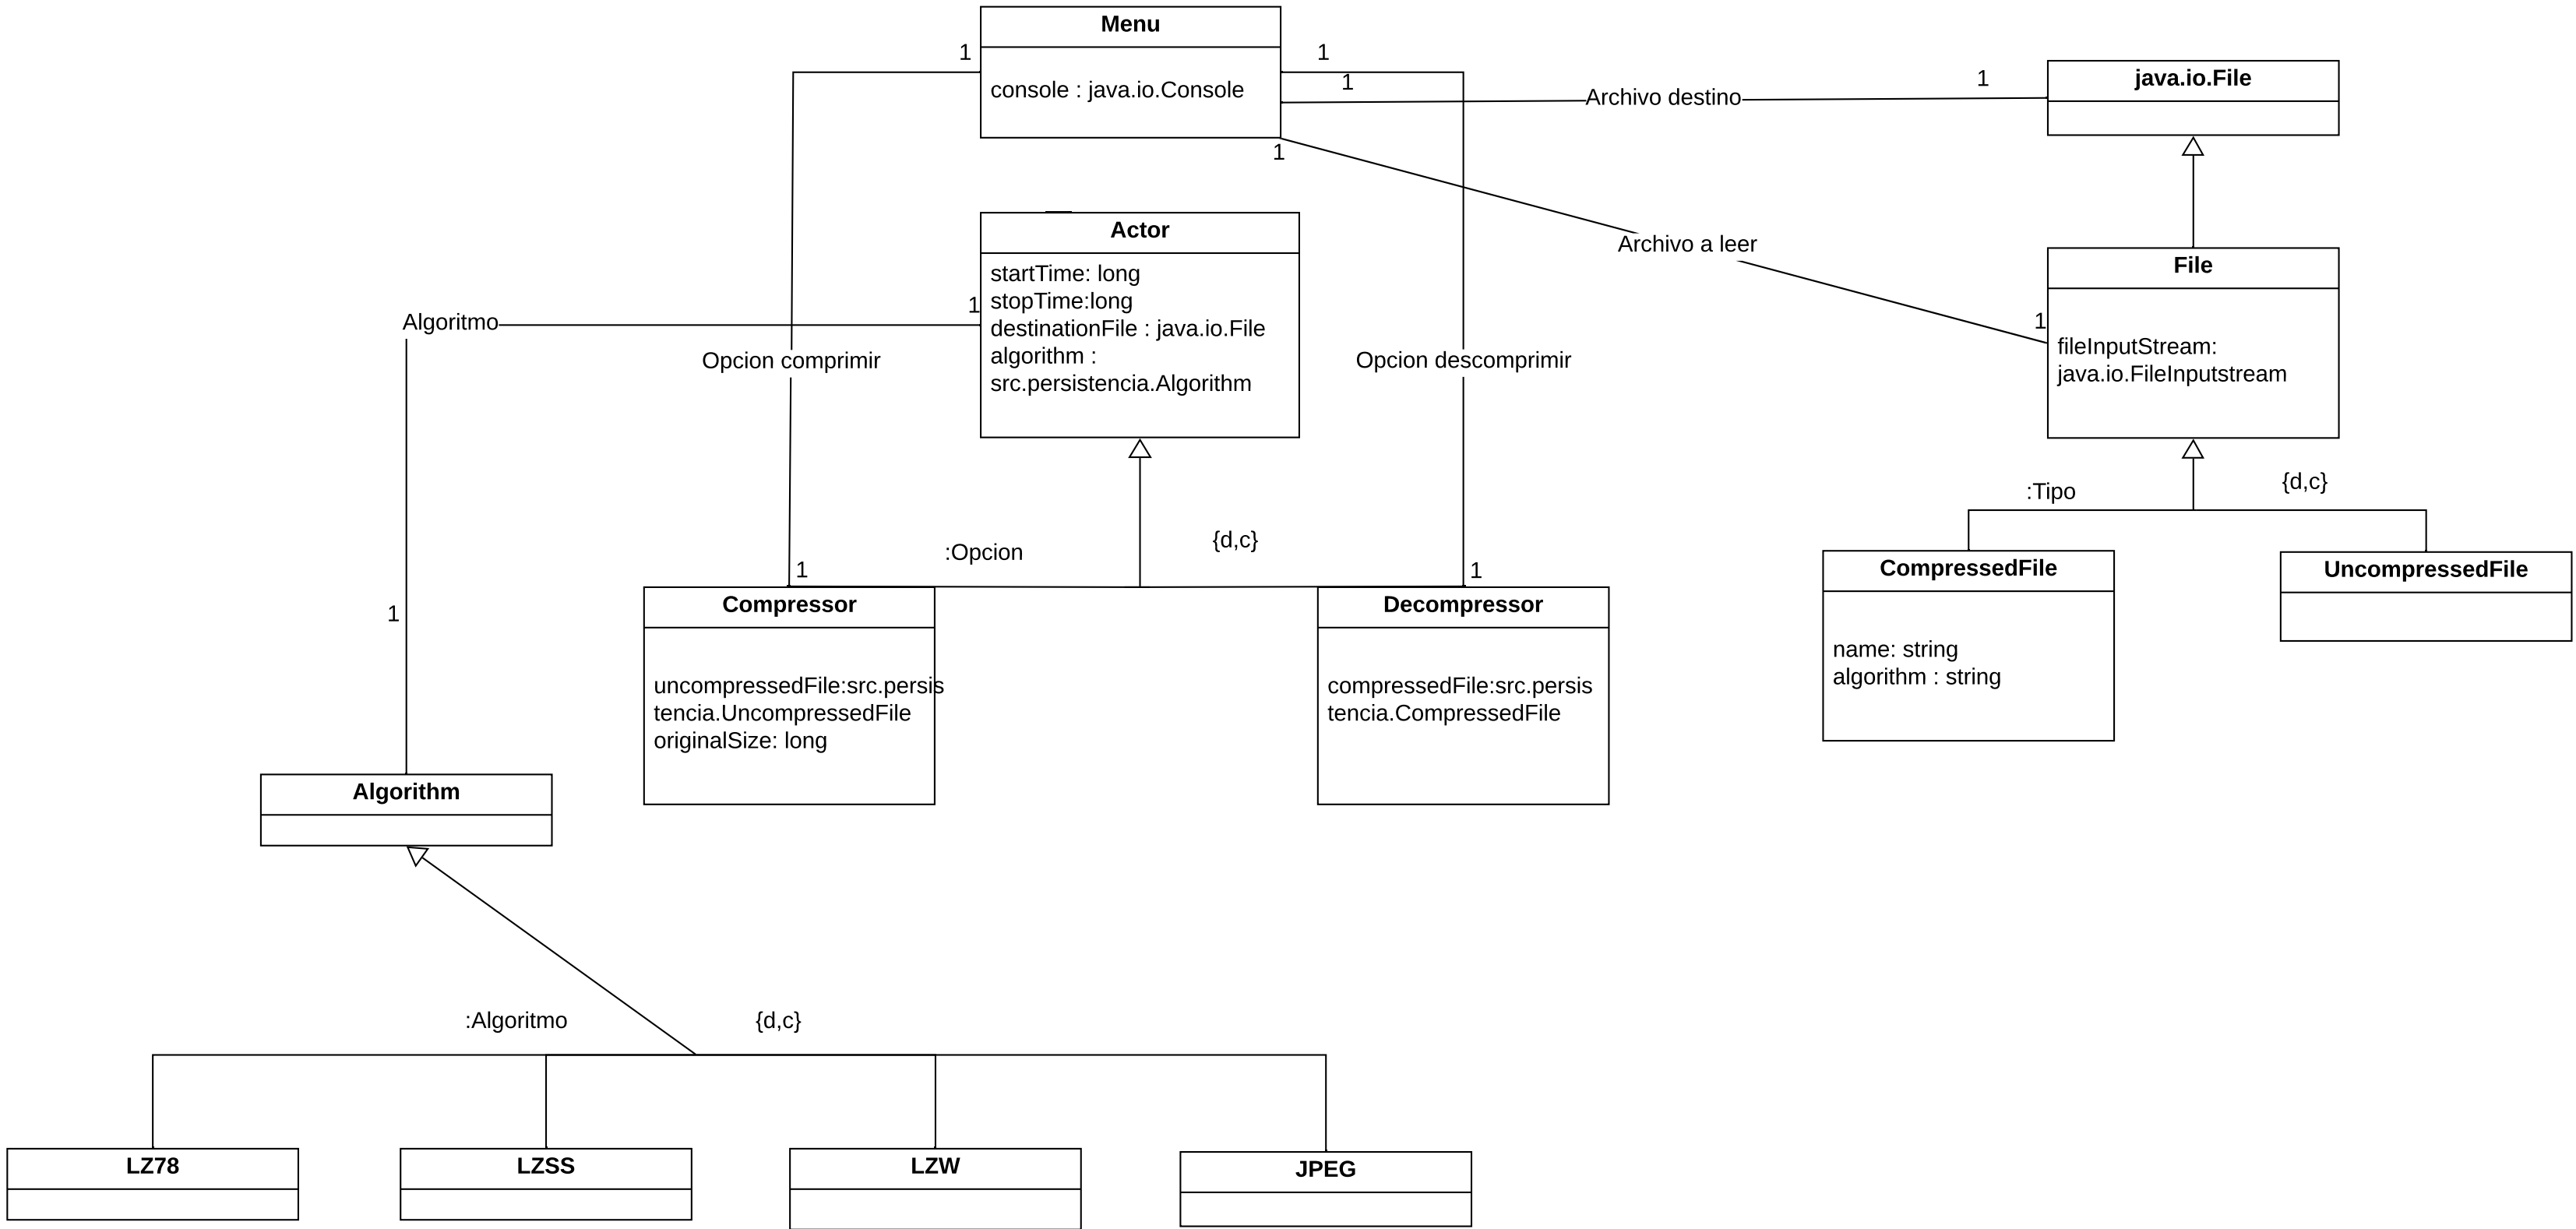 Menu
console : java.io.Console
1
1
1
1
Archivo destino
1
java.io.File
Archivo a leer
1
Actor
startTime: long
stopTime:long
destinationFile : java.io.File
algorithm :
src.persistencia.Algorithm
1
Algoritmo
1
Opcion comprimir
1
Opcion descomprimir
1
File
fileInputStream:
java.io.FileInputstream
:Tipo
{d,c}
:Opcion
{d,c}
CompressedFile
name: string
algorithm : string
UncompressedFile
Compressor
uncompressedFile:src.persis
tencia.UncompressedFile
originalSize: long
Decompressor
compressedFile:src.persis
tencia.CompressedFile
Algorithm
:Algoritmo
{d,c}
LZ78
LZSS
LZW
JPEG